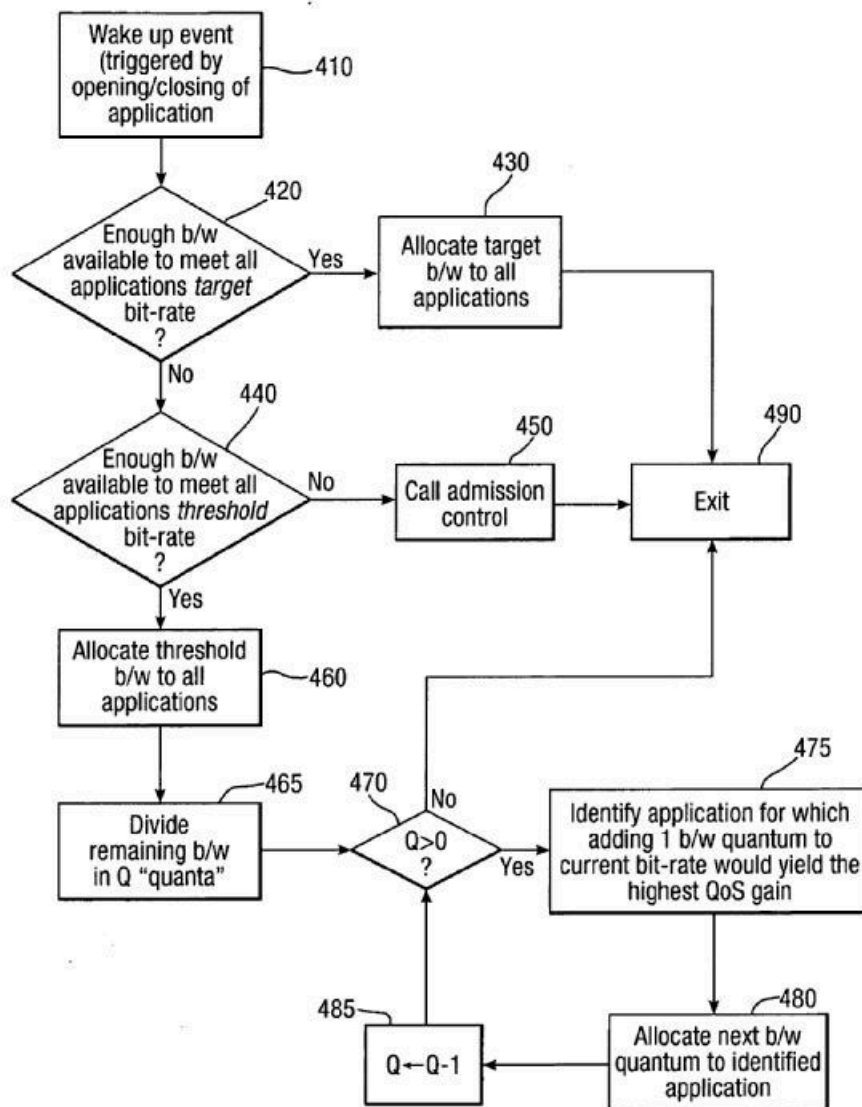 Wake up event
(triggered by
opening/closing of
application
410
420
Enough b/w
available to meet all
applications target
bit-rate
?
Yes
No
430
Allocate target
b/w to all
applications
440
Enough b/w
available to meet all
applications threshold
bit-rate
?
No
Yes
450
Call admission
control
490
Exit
Allocate threshold
b/w to all
applications
460
465
Divide
remaining b/w
in Q “quanta”
470
Q>0
?
No
Yes
475
Identify application for which
adding 1 b/w quantum to
current bit-rate would yield the
highest QoS gain
480
Allocate next b/w
quantum to identified
application
485
Q←Q-1